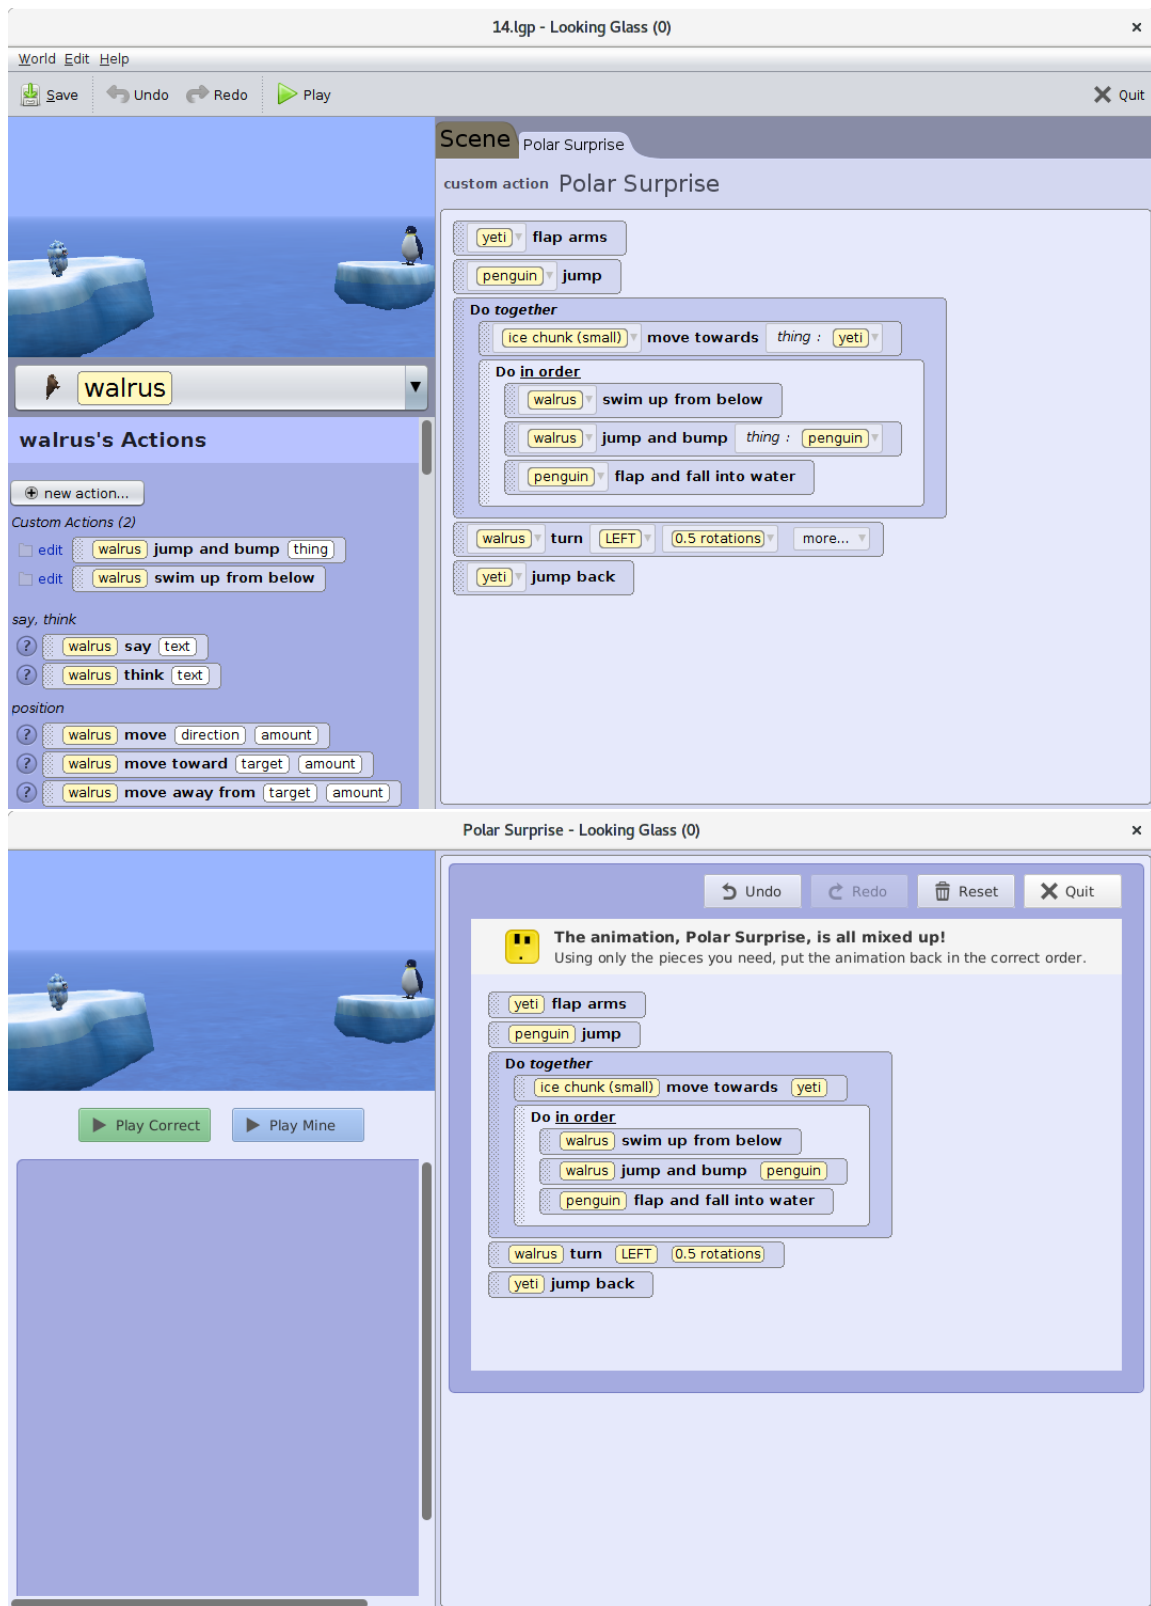 14.lgp - Looking Glass (0) ×
World Edit Help
Save Undo Redo Play Quit
Scene Polar Surprise
custom action Polar Surprise
yeti flap arms
penguin jump
Do together
ice chunk (small) move towards thing : yeti
Do in order
walrus swim up from below
walrus jump and bump thing : penguin
penguin flap and fall into water
walrus turn LEFT 0.5 rotations more...
yeti jump back
walrus
walrus's Actions
new action...
Custom Actions (2)
edit walrus jump and bump thing
edit walrus swim up from below
say, think
? walrus say text
? walrus think text
position
? walrus move direction amount
? walrus move toward target amount
? walrus move away from target amount
Polar Surprise - Looking Glass (0) ×
Undo Redo Reset Quit
The animation, Polar Surprise, is all mixed up!
Using only the pieces you need, put the animation back in the correct order.
yeti flap arms
penguin jump
Do together
ice chunk (small) move towards yeti
Do in order
walrus swim up from below
walrus jump and bump penguin
penguin flap and fall into water
walrus turn LEFT 0.5 rotations
yeti jump back
Play Correct Play Mine